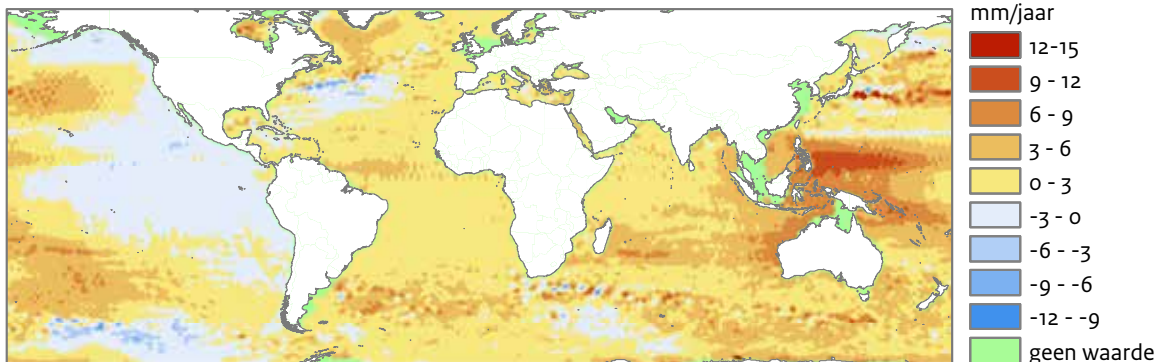 mm/jaar
12-15
9 - 12
6 - 9
3 - 6
0 - 3
-3 - 0
-6 - -3
-9 - -6
-12 - -9
geen waarde